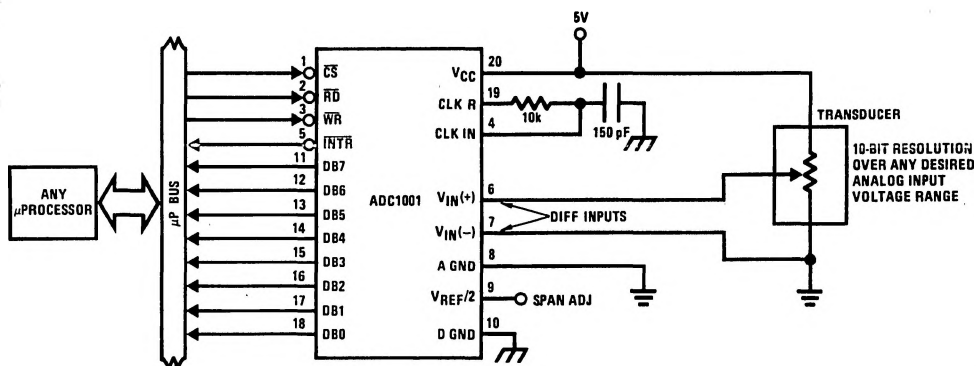 5V
1
CS
2
RD
3
WR
5
INTR
11
DB7
12
DB6
13
DB5
14
DB4
15
DB3
16
DB2
17
DB1
18
DB0
ANY
µPROCESSOR
µP BUS
ADC1001
20
VCC
19
CLK R
10k
4
CLK IN
150 pF
6
VIN(+)
DIFF INPUTS
7
VIN(−)
8
A GND
9
VREF/2
SPAN ADJ
10
D GND
TRANSDUCER
10-BIT RESOLUTION
OVER ANY DESIRED
ANALOG INPUT
VOLTAGE RANGE